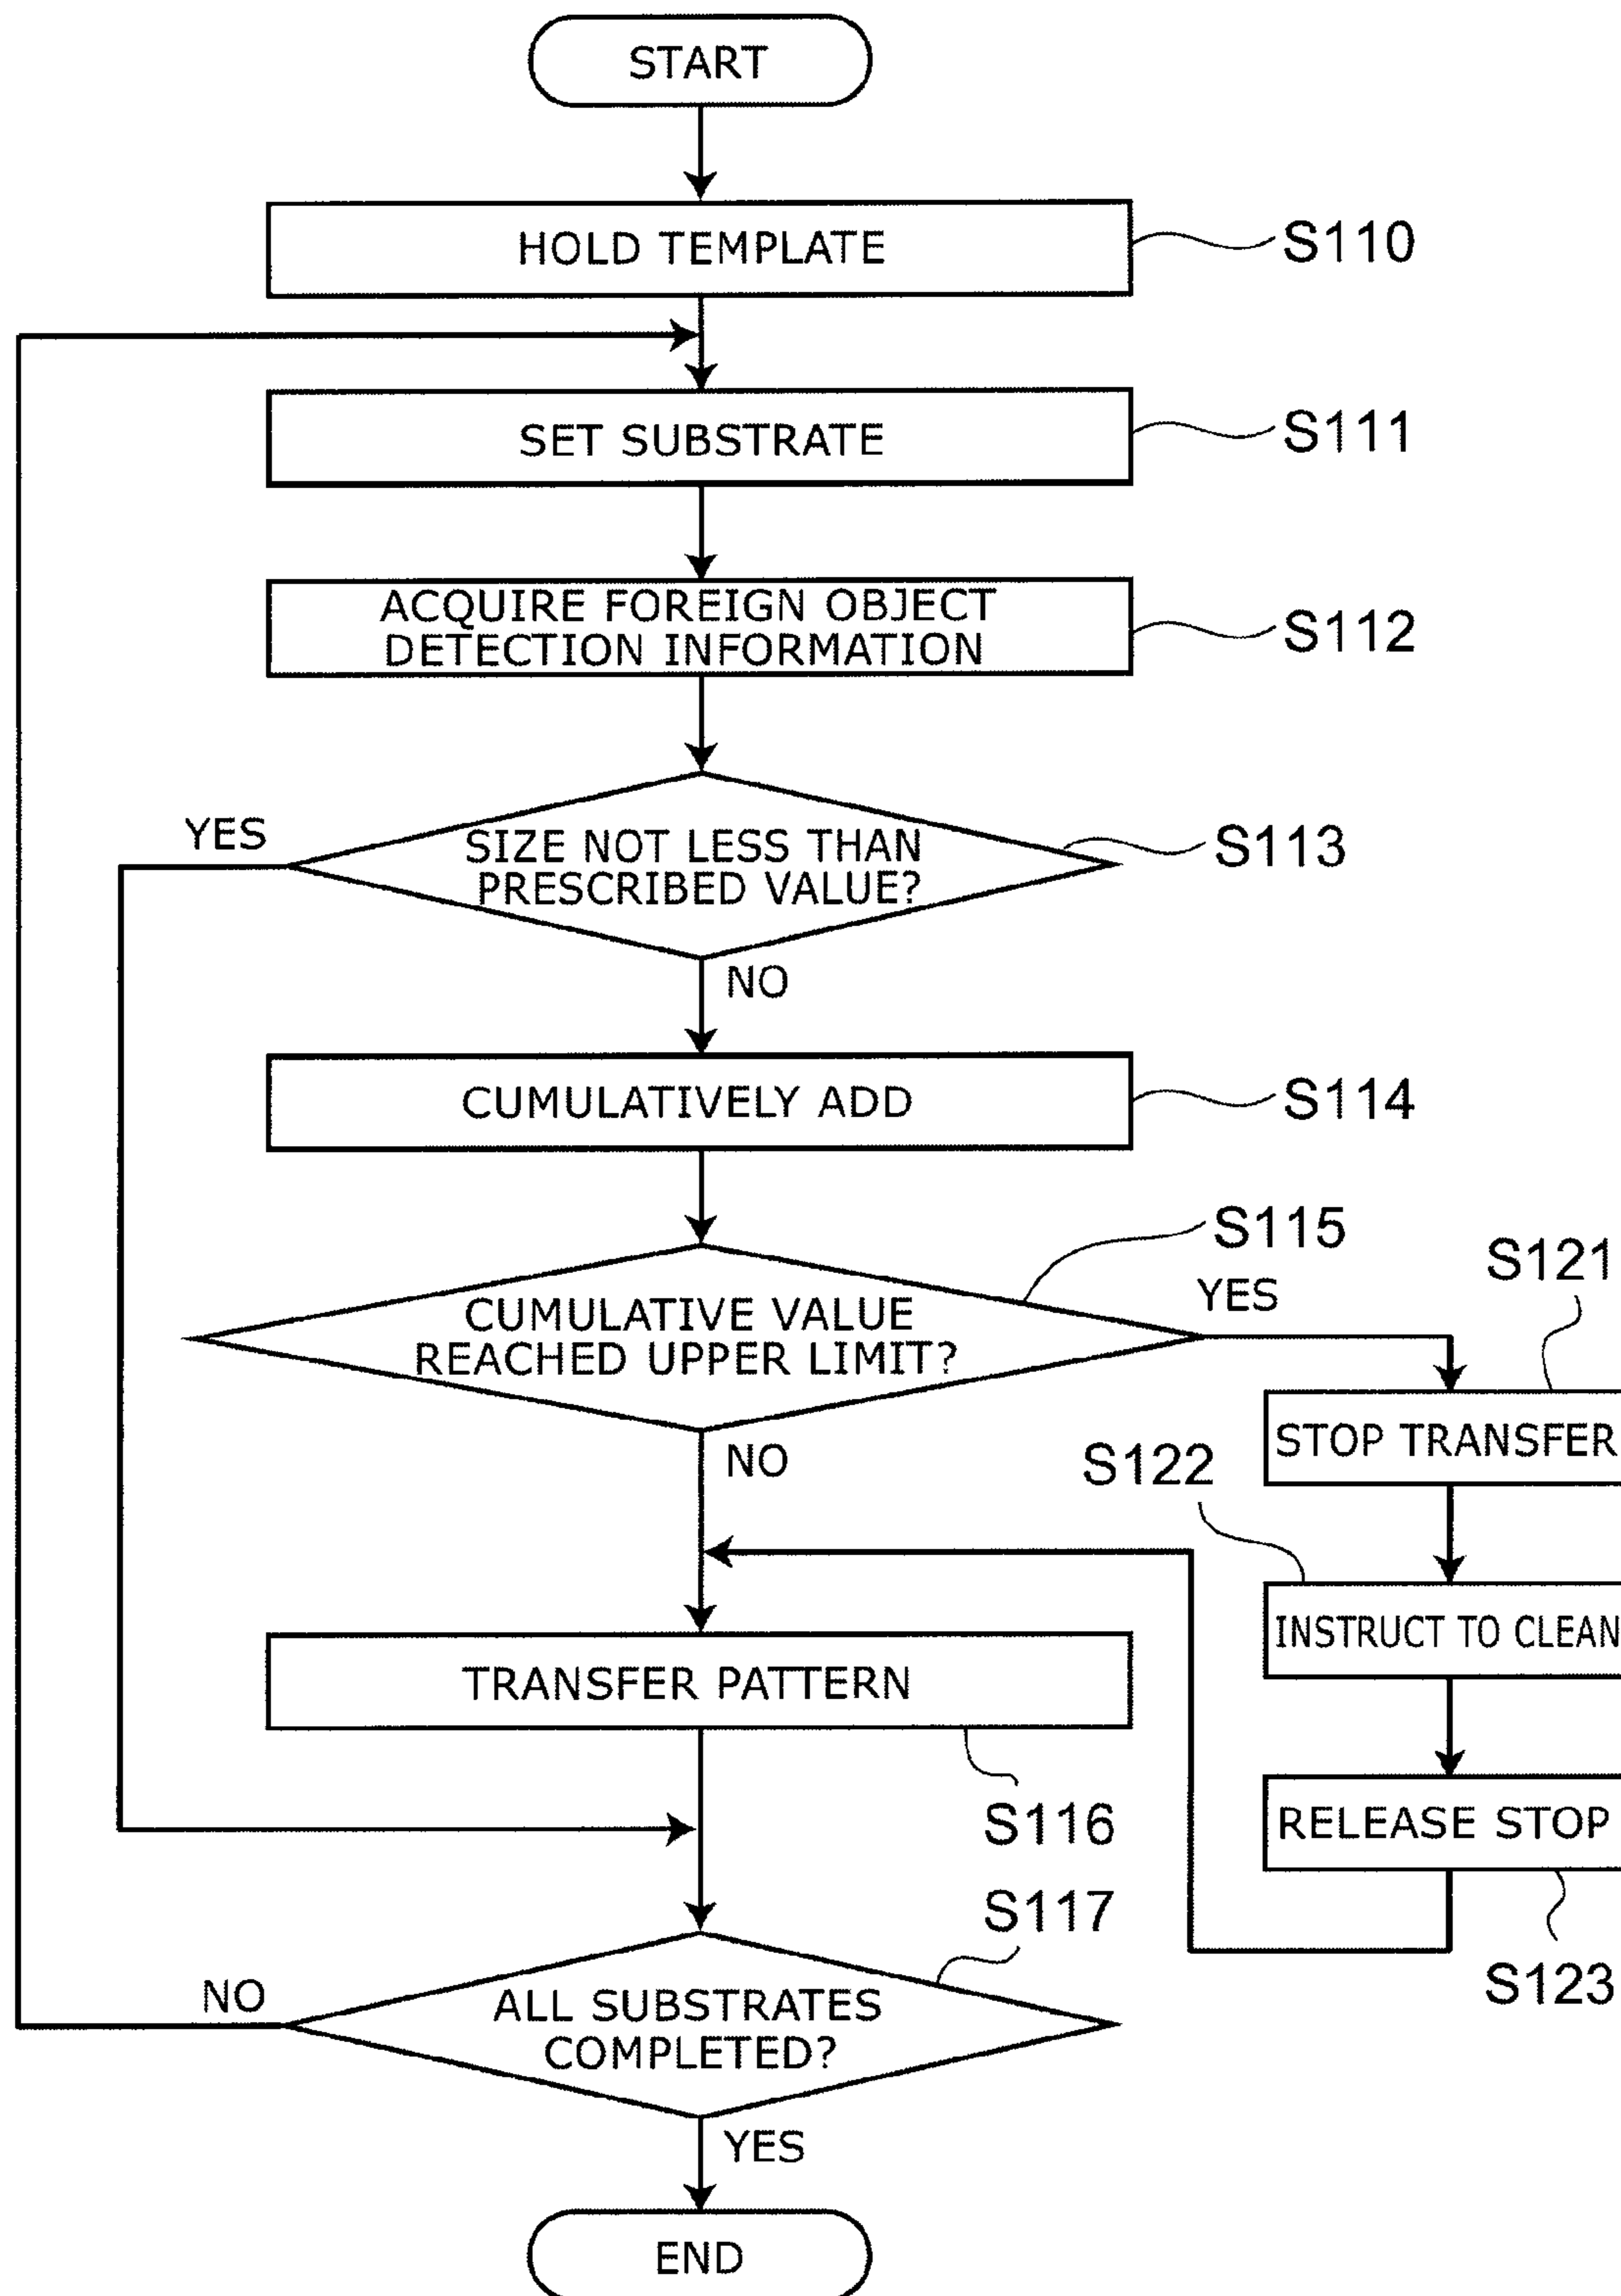 START
HOLD TEMPLATE
S110
SET SUBSTRATE
S111
ACQUIRE FOREIGN OBJECT
DETECTION INFORMATION
S112
YES
SIZE NOT LESS THAN
PRESCRIBED VALUE?
S113
NO
CUMULATIVELY ADD
S114
S115
CUMULATIVE VALUE
REACHED UPPER LIMIT?
YES
S121
NO
STOP TRANSFER
S122
INSTRUCT TO CLEAN
TRANSFER PATTERN
S116
RELEASE STOP
S123
S117
NO
ALL SUBSTRATES
COMPLETED?
YES
END